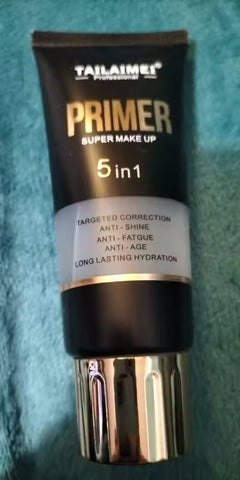 TAILAIMEI
Professional
PRIMER
SUPER MAKE UP
5 in 1
TARGETED CORRECTION
ANTI - SHINE
ANTI - FATGUE
ANTI - AGE
LONG LASTING HYDRATION